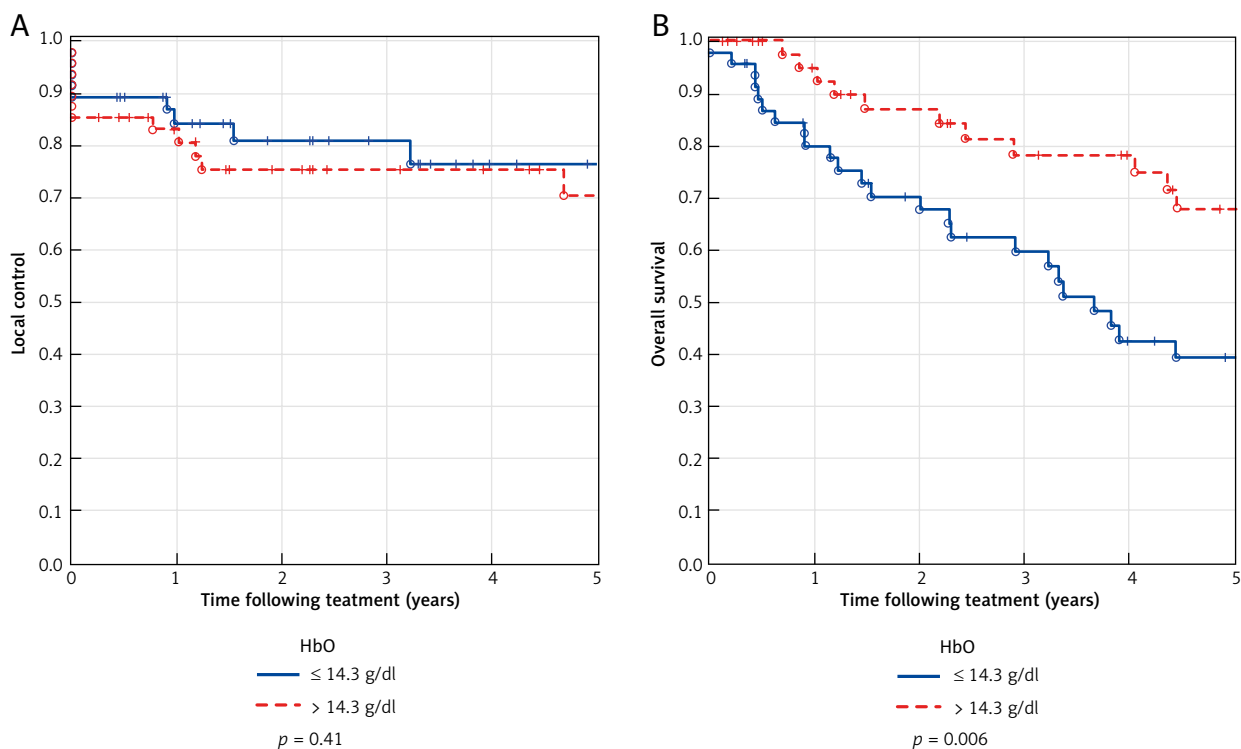 A
1.0
0.9
0.8
0.7
0.6
0.5
0.4
0.3
0.2
0.1
0.0
Local control
0 1 2 3 4 5
Time following teatment (years)
HbO
≤ 14.3 g/dl
> 14.3 g/dl
p = 0.41
B
1.0
0.9
0.8
0.7
0.6
0.5
0.4
0.3
0.2
0.1
0.0
Overall survival
0 1 2 3 4 5
Time following teatment (years)
HbO
≤ 14.3 g/dl
> 14.3 g/dl
p = 0.006